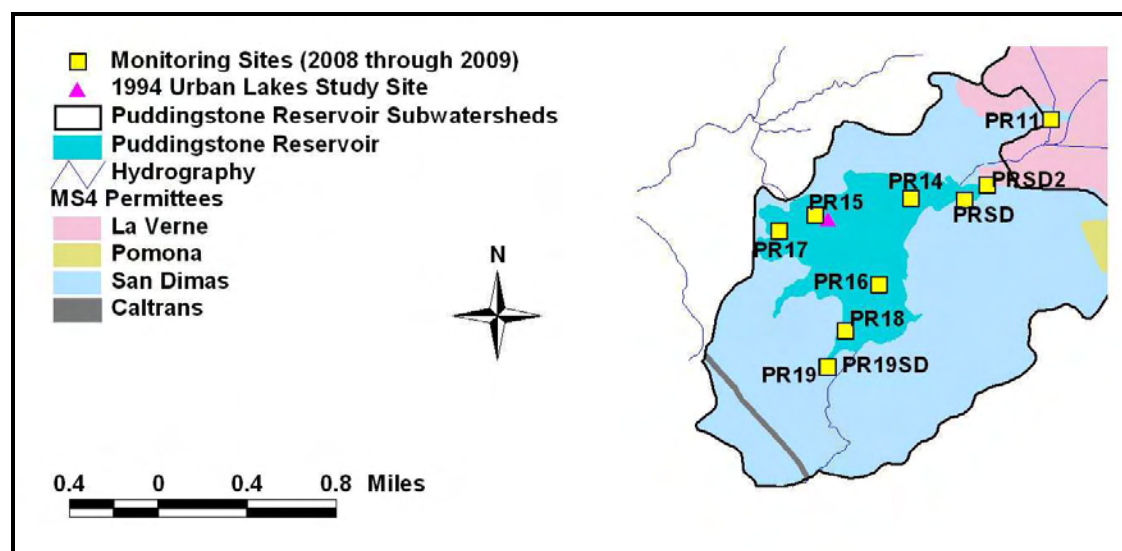 Monitoring Sites (2008 through 2009)
1994 Urban Lakes Study Site
Puddingstone Reservoir Subwatersheds
Puddingstone Reservoir
Hydrography
MS4 Permittees
La Verne
Pomona
San Dimas
Caltrans
N
0.4 0 0.4 0.8 Miles
PR11
PRSD2
PR14
PRSD
PR15
PR17
PR16
PR18
PR19 PR19SD